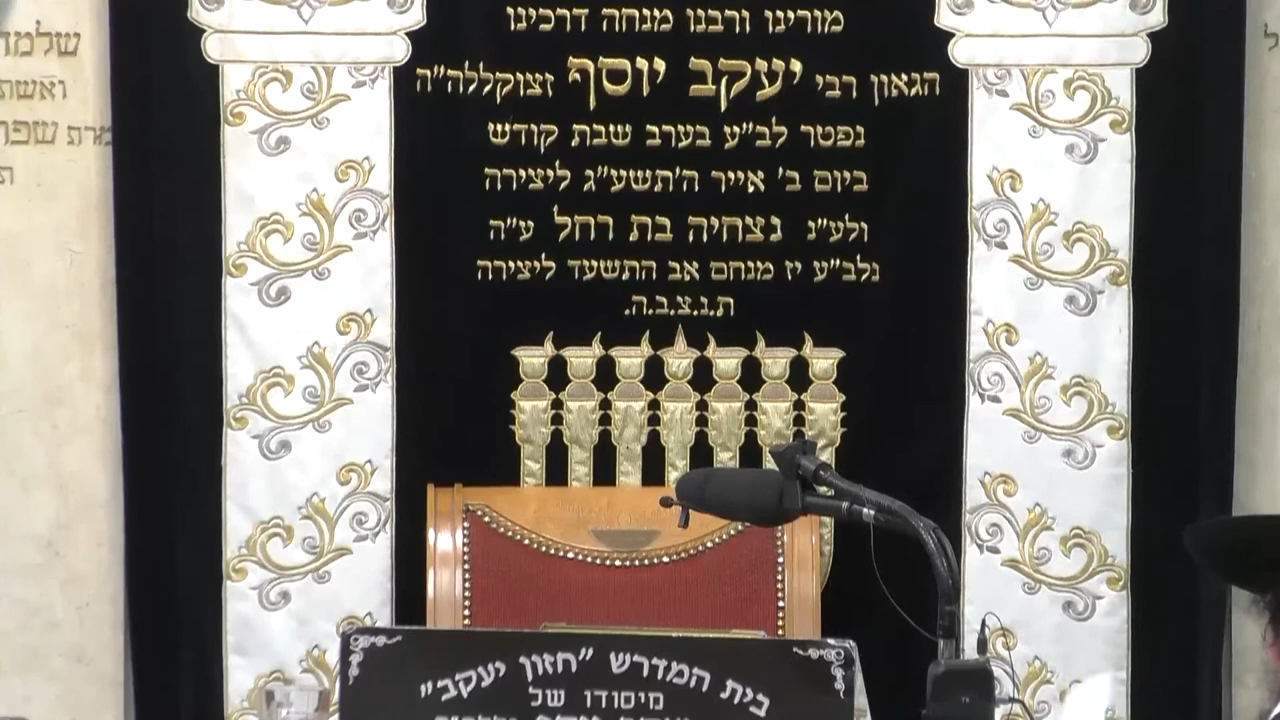 מורינו ורבנו מנחה דרכינו
הגאון רבי יעקב יוסף זצוקללה"ה
נפטר לב"ע בערב שבת קודש
ביום ב' אייר ה'תשע"ג ליצירה
ולע"נ נצחיה בת רחל ע"ה
נלב"ע יז מנחם אב התשעד ליצירה
ת.נ.צ.ב.ה.
בית המדרש "חזון יעקב"
מיסודו של
ואשת